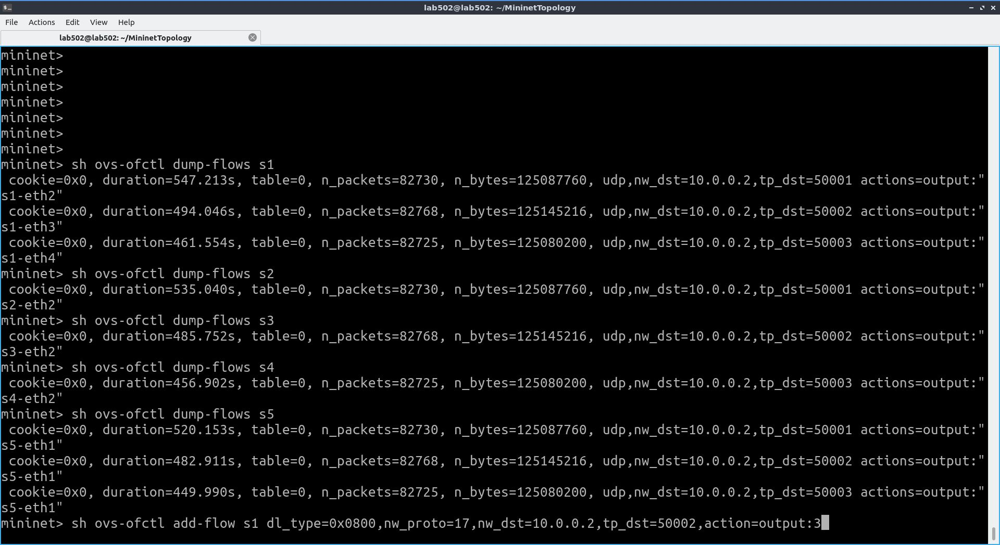 lab502@lab502: ~/MininetTopology
File Actions Edit View Help
lab502@lab502: ~/MininetTopology
mininet>
mininet>
mininet>
mininet>
mininet>
mininet>
mininet>
mininet> sh ovs-ofctl dump-flows s1
 cookie=0x0, duration=547.213s, table=0, n_packets=82730, n_bytes=125087760, udp,nw_dst=10.0.0.2,tp_dst=50001 actions=output:"
s1-eth2"
 cookie=0x0, duration=494.046s, table=0, n_packets=82768, n_bytes=125145216, udp,nw_dst=10.0.0.2,tp_dst=50002 actions=output:"
s1-eth3"
 cookie=0x0, duration=461.554s, table=0, n_packets=82725, n_bytes=125080200, udp,nw_dst=10.0.0.2,tp_dst=50003 actions=output:"
s1-eth4"
mininet> sh ovs-ofctl dump-flows s2
 cookie=0x0, duration=535.040s, table=0, n_packets=82730, n_bytes=125087760, udp,nw_dst=10.0.0.2,tp_dst=50001 actions=output:"
s2-eth2"
mininet> sh ovs-ofctl dump-flows s3
 cookie=0x0, duration=485.752s, table=0, n_packets=82768, n_bytes=125145216, udp,nw_dst=10.0.0.2,tp_dst=50002 actions=output:"
s3-eth2"
mininet> sh ovs-ofctl dump-flows s4
 cookie=0x0, duration=456.902s, table=0, n_packets=82725, n_bytes=125080200, udp,nw_dst=10.0.0.2,tp_dst=50003 actions=output:"
s4-eth2"
mininet> sh ovs-ofctl dump-flows s5
 cookie=0x0, duration=520.153s, table=0, n_packets=82730, n_bytes=125087760, udp,nw_dst=10.0.0.2,tp_dst=50001 actions=output:"
s5-eth1"
 cookie=0x0, duration=482.911s, table=0, n_packets=82768, n_bytes=125145216, udp,nw_dst=10.0.0.2,tp_dst=50002 actions=output:"
s5-eth1"
 cookie=0x0, duration=449.990s, table=0, n_packets=82725, n_bytes=125080200, udp,nw_dst=10.0.0.2,tp_dst=50003 actions=output:"
s5-eth1"
mininet> sh ovs-ofctl add-flow s1 dl_type=0x0800,nw_proto=17,nw_dst=10.0.0.2,tp_dst=50002,action=output:3